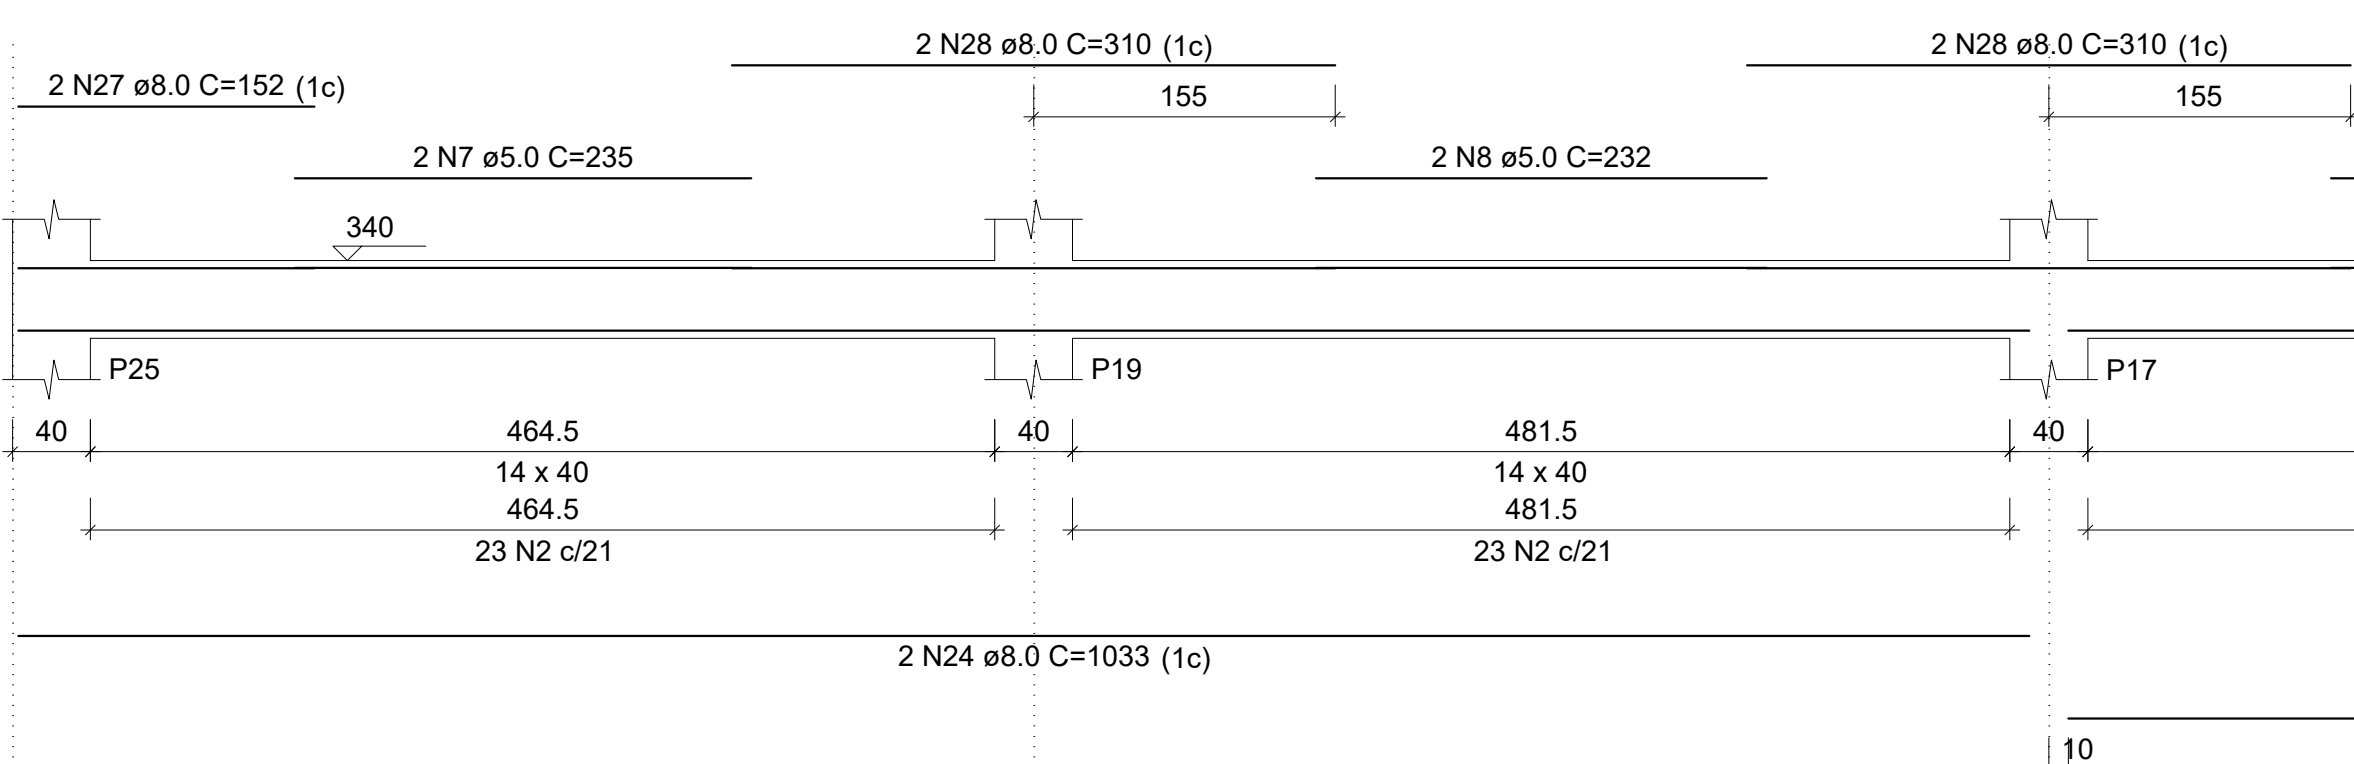 2 N28 ø8.0 C=310 (1c)
2 N28 ø8.0 C=310 (1c)
2 N27 ø8.0 C=152 (1c)
155
155
2 N7 ø5.0 C=235
2 N8 ø5.0 C=232
340
P25
P19
P17
40
464.5
40
481.5
40
14 x 40
14 x 40
464.5
481.5
23 N2 c/21
23 N2 c/21
2 N24 ø8.0 C=1033 (1c)
10